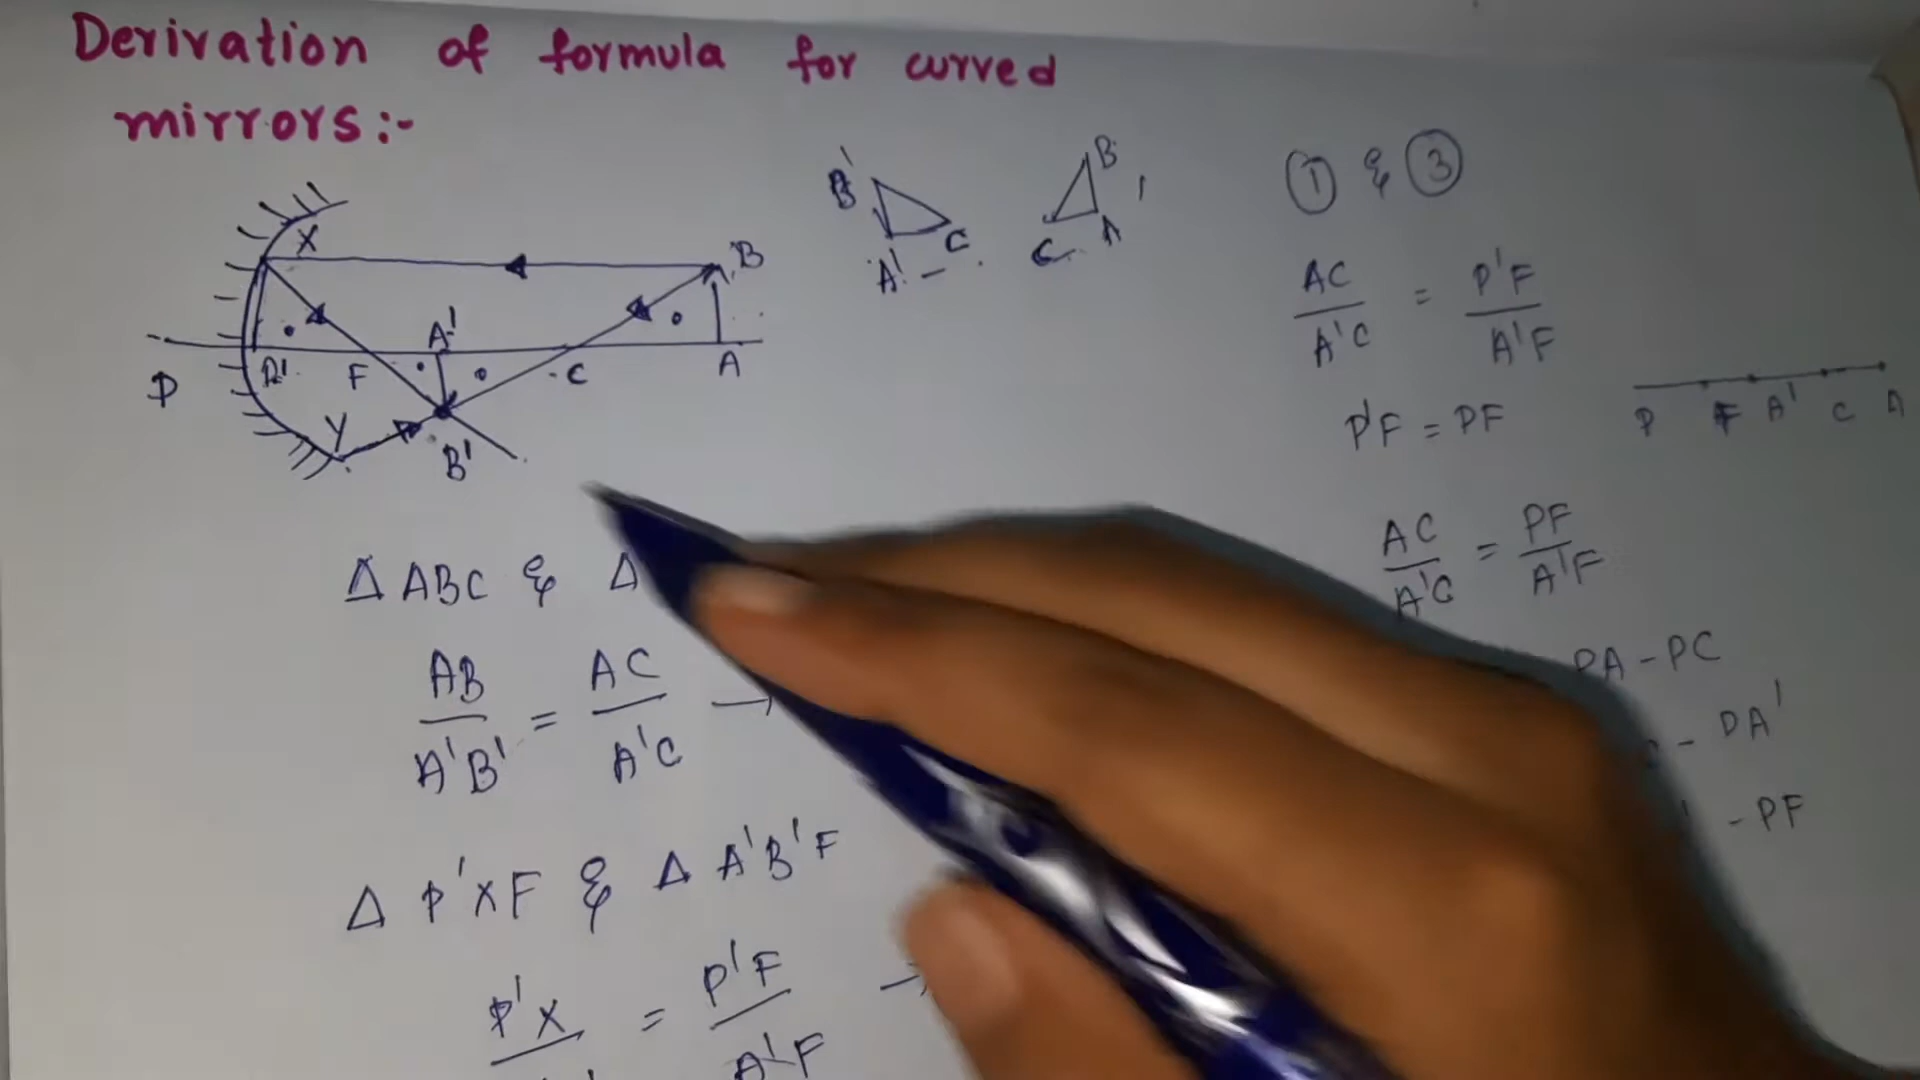 Derivation of formula for curved
mirrors:-
X
B
A'
P
P'
F
C
A
Y
B'
B'
A' - C
B
C A
① & ③
AC/A'C = P'F/A'F
P'F = PF
P F A' C A
AC/A'C = PF/A'F
PA - PC
- PA'
- PF
Δ ABC & Δ
AB/A'B' = AC/A'C →
Δ P'XF & Δ A'B'F
P'X = P'F/A'F →